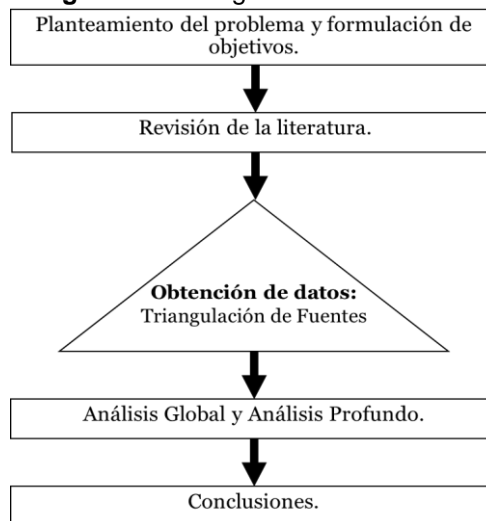 Planteamiento del problema y formulación de
objetivos.
Revisión de la literatura.
Obtención de datos:
Triangulación de Fuentes
Análisis Global y Análisis Profundo.
Conclusiones.